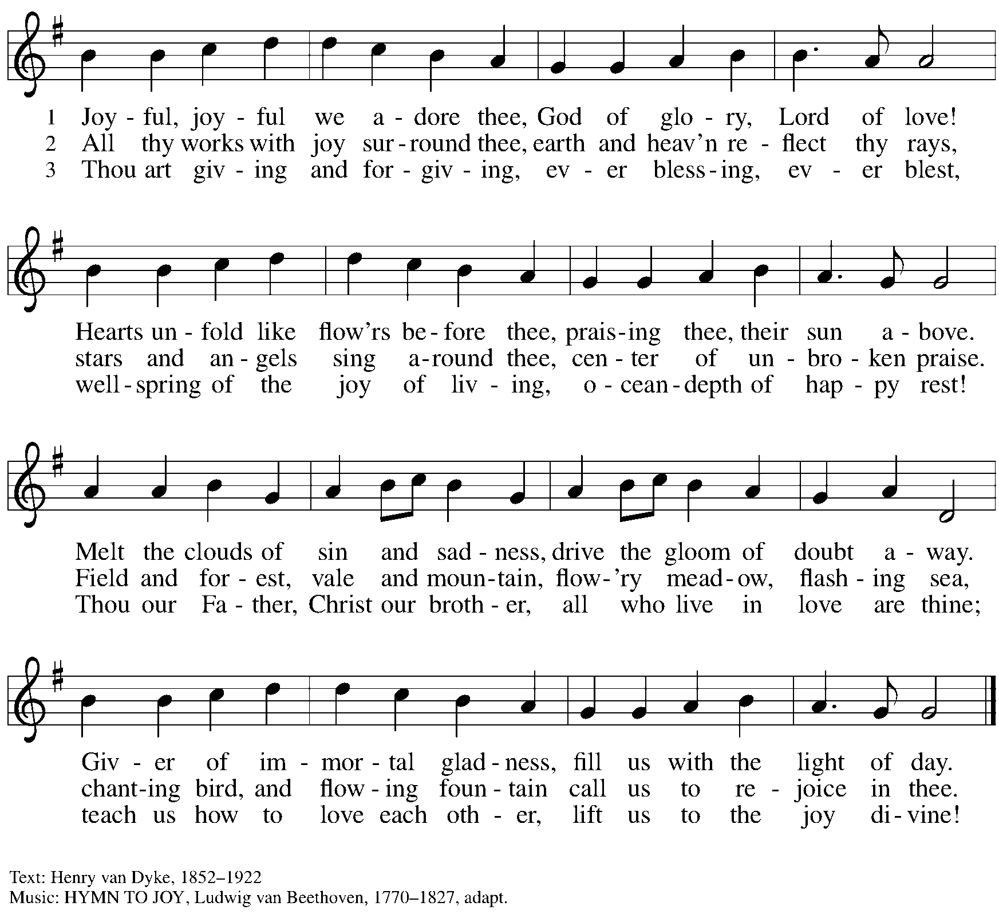 1 Joy - ful, joy - ful we a - dore thee, God of glo - ry, Lord of love!
2 All thy works with joy sur - round thee, earth and heav'n re - flect thy rays,
3 Thou art giv - ing and for - giv - ing, ev - er bless - ing, ev - er blest,
Hearts un - fold like flow'rs be - fore thee, prais - ing thee, their sun a - bove.
stars and an - gels sing a - round thee, cen - ter of un - bro - ken praise.
well - spring of the joy of liv - ing, o - cean - depth of hap - py rest!
Melt the clouds of sin and sad - ness, drive the gloom of doubt a - way.
Field and for - est, vale and moun - tain, flow - 'ry mead - ow, flash - ing sea,
Thou our Fa - ther, Christ our broth - er, all who live in love are thine;
Giv - er of im - mor - tal glad - ness, fill us with the light of day.
chant - ing bird, and flow - ing foun - tain call us to re - joice in thee.
teach us how to love each oth - er, lift us to the joy di - vine!
Text: Henry van Dyke, 1852–1922
Music: HYMN TO JOY, Ludwig van Beethoven, 1770–1827, adapt.